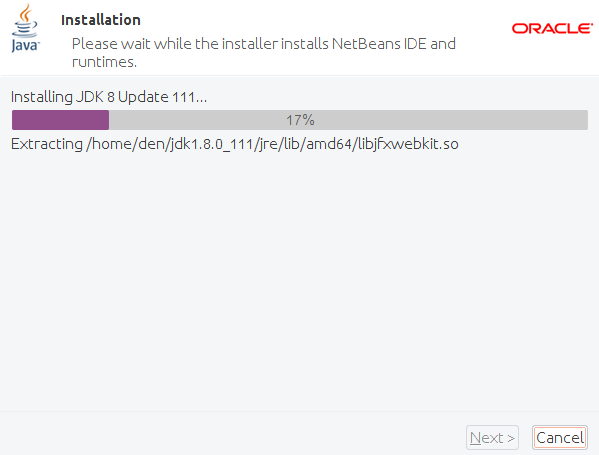 Installation
Please wait while the installer installs NetBeans IDE and
runtimes.
Java
ORACLE
Installing JDK 8 Update 111...
17%
Extracting /home/den/jdk1.8.0_111/jre/lib/amd64/libjfxwebkit.so
Next >
Cancel